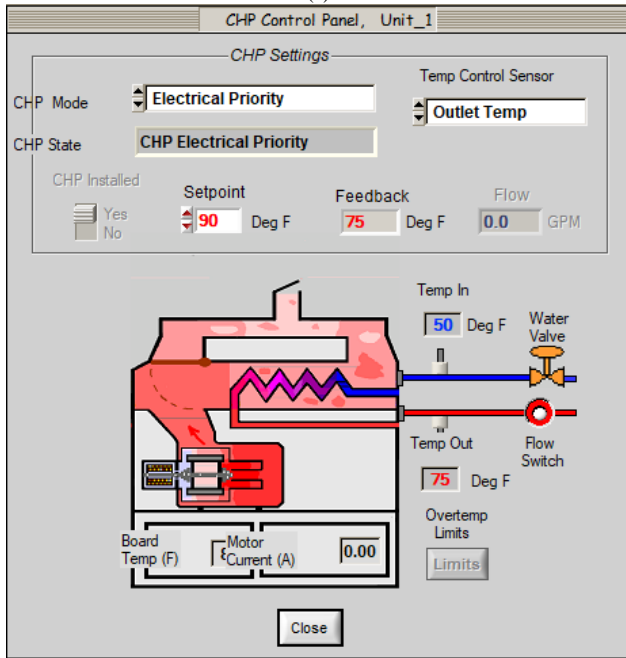 CHP Control Panel, Unit_1
CHP Settings
Temp Control Sensor
CHP Mode
Electrical Priority
Outlet Temp
CHP State
CHP Electrical Priority
CHP Installed
Yes
No
Setpoint
90 Deg F
Feedback
75 Deg F
Flow
0.0 GPM
Temp In
50 Deg F
Water
Valve
Temp Out
75 Deg F
Flow
Switch
Overtemp
Limits
Limits
Board
Temp (F)
Motor
Current (A)
0.00
Close